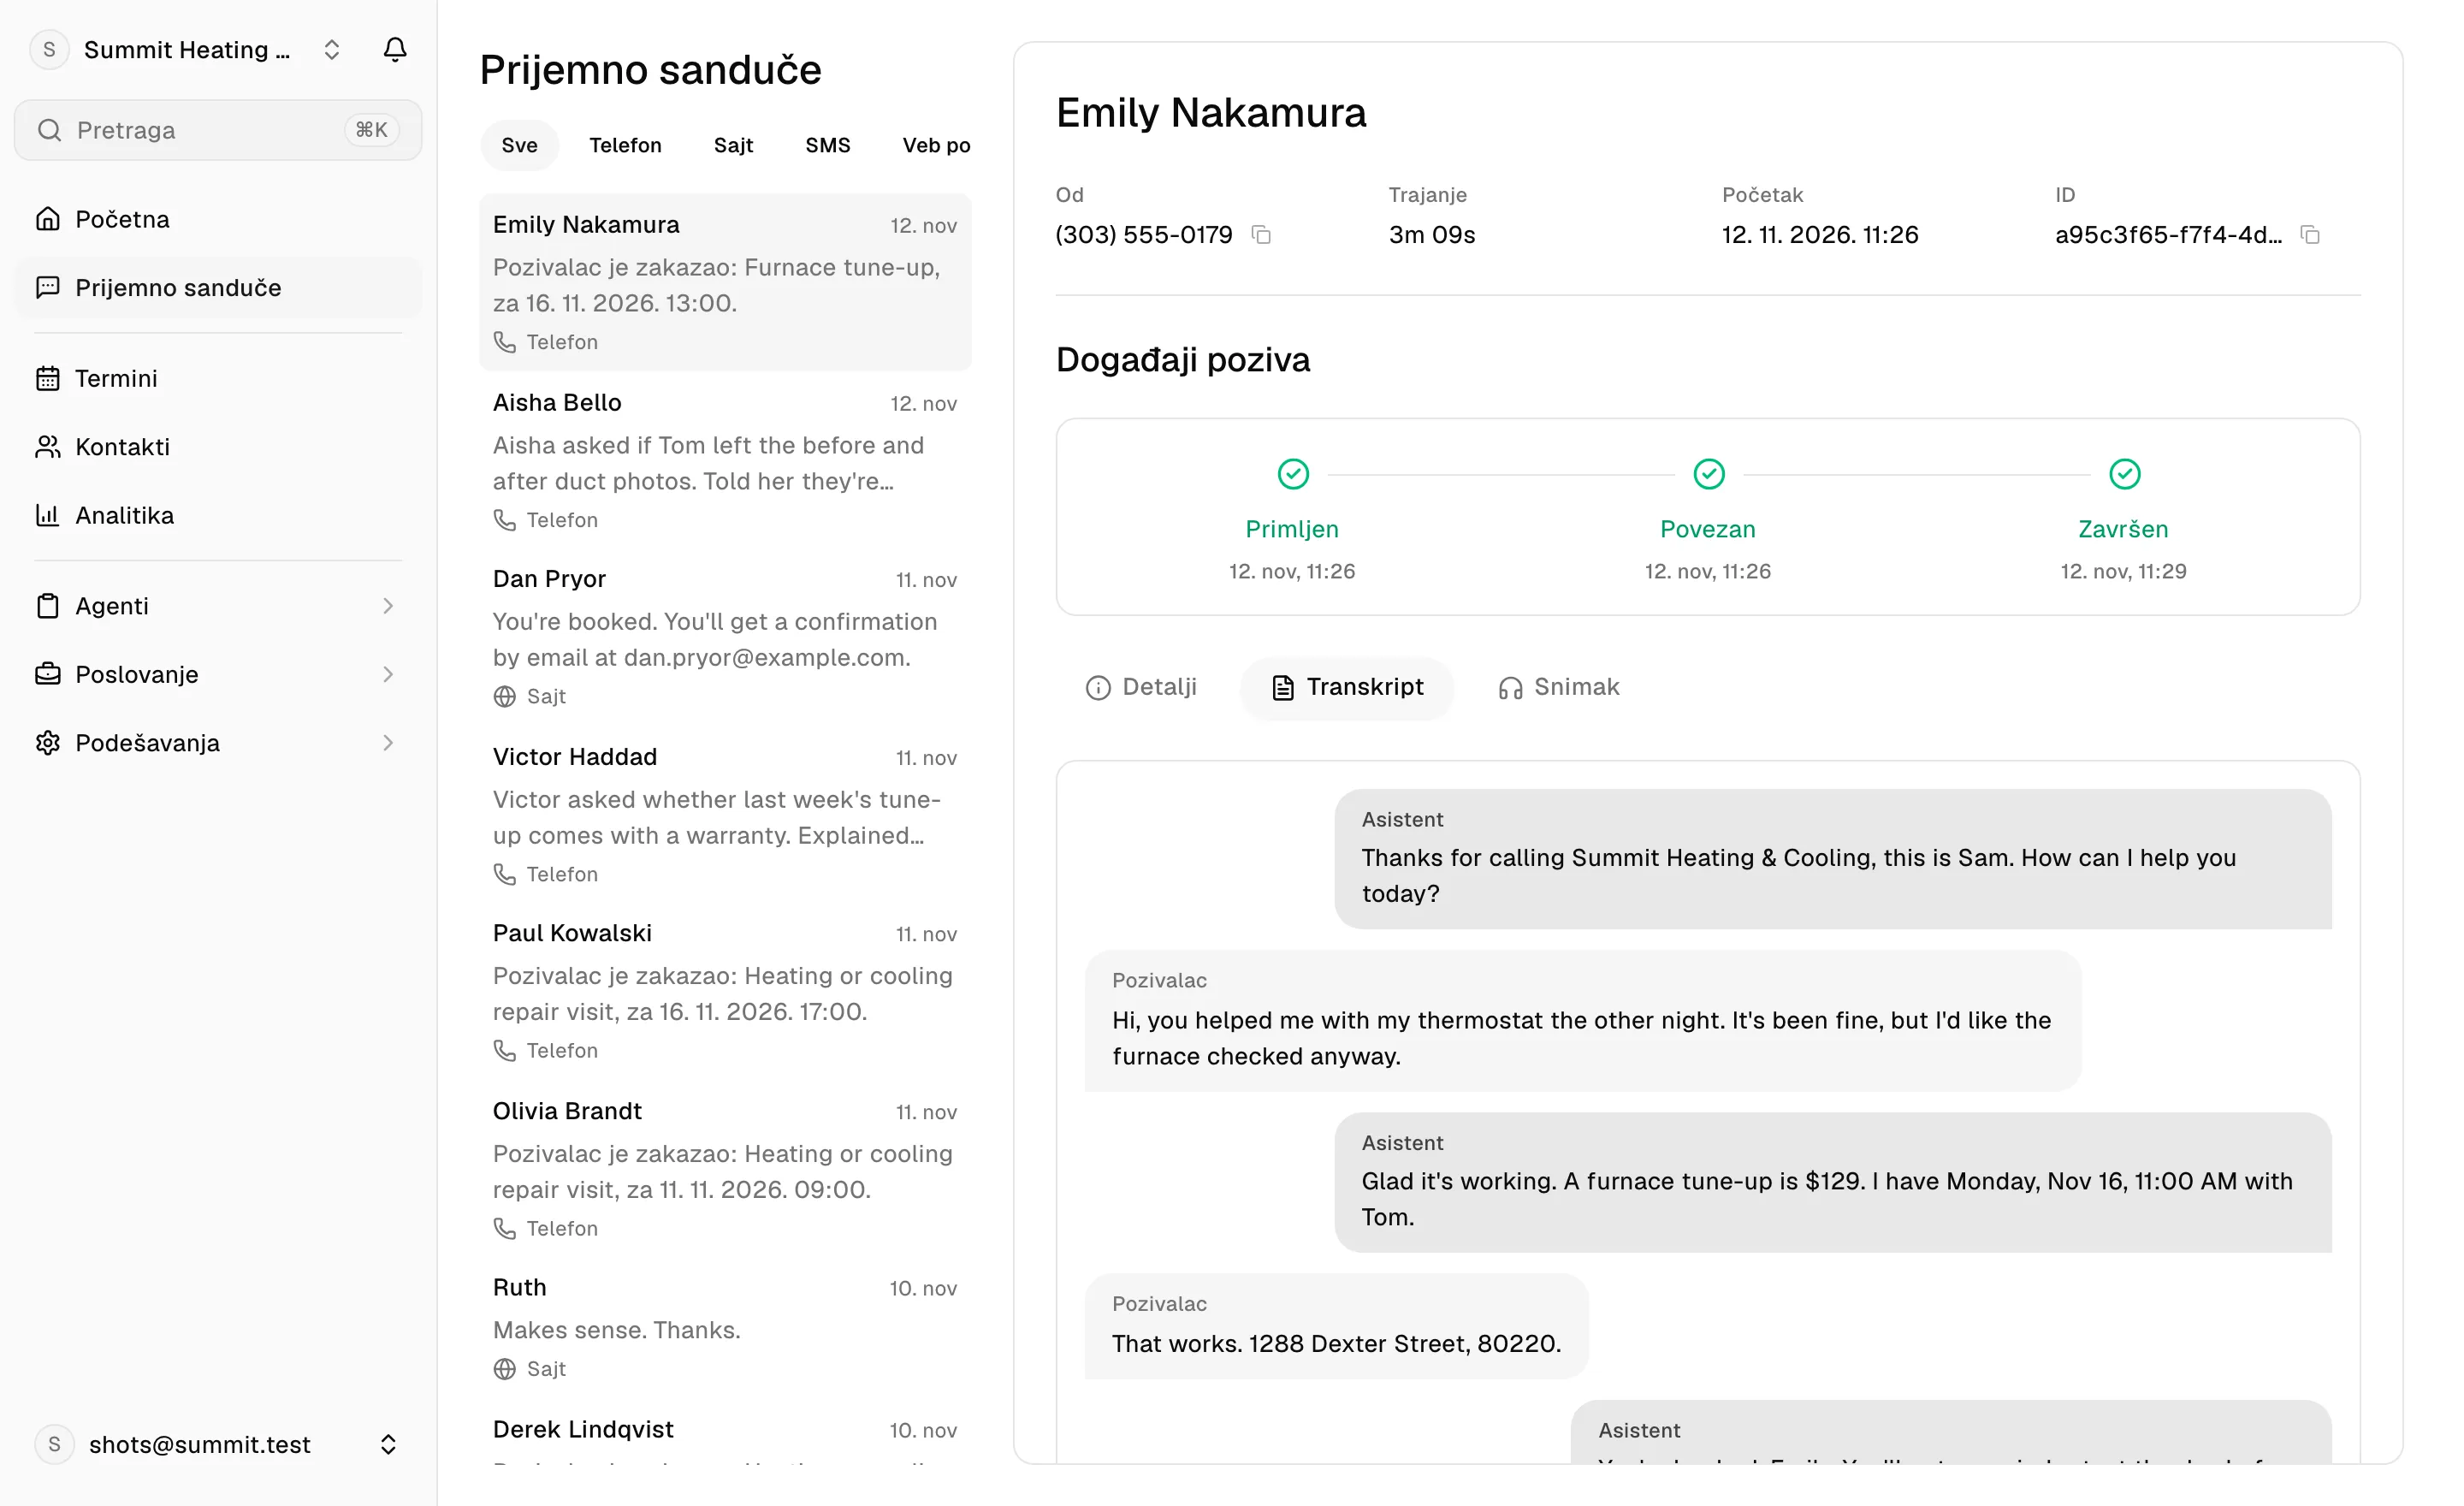 S
Summit Heating ...
Pretraga
⌘K
Početna
Prijemno sanduče
Termini
Kontakti
Analitika
Agenti
Poslovanje
Podešavanja
S
shots@summit.test
Prijemno sanduče
Sve
Telefon
Sajt
SMS
Veb po
Emily Nakamura
12. nov
Pozivalac je zakazao: Furnace tune-up,
za 16. 11. 2026. 13:00.
Telefon
Aisha Bello
12. nov
Aisha asked if Tom left the before and
after duct photos. Told her they're...
Telefon
Dan Pryor
11. nov
You're booked. You'll get a confirmation
by email at dan.pryor@example.com.
Sajt
Victor Haddad
11. nov
Victor asked whether last week's tune-
up comes with a warranty. Explained...
Telefon
Paul Kowalski
11. nov
Pozivalac je zakazao: Heating or cooling
repair visit, za 16. 11. 2026. 17:00.
Telefon
Olivia Brandt
11. nov
Pozivalac je zakazao: Heating or cooling
repair visit, za 11. 11. 2026. 09:00.
Telefon
Ruth
10. nov
Makes sense. Thanks.
Sajt
Derek Lindqvist
10. nov
Emily Nakamura
Od
(303) 555-0179
Trajanje
3m 09s
Početak
12. 11. 2026. 11:26
ID
a95c3f65-f7f4-4d...
Događaji poziva
Primljen
12. nov, 11:26
Povezan
12. nov, 11:26
Završen
12. nov, 11:29
Detalji
Transkript
Snimak
Asistent
Thanks for calling Summit Heating & Cooling, this is Sam. How can I help you
today?
Pozivalac
Hi, you helped me with my thermostat the other night. It's been fine, but I'd like the
furnace checked anyway.
Asistent
Glad it's working. A furnace tune-up is $129. I have Monday, Nov 16, 11:00 AM with
Tom.
Pozivalac
That works. 1288 Dexter Street, 80220.
Asistent